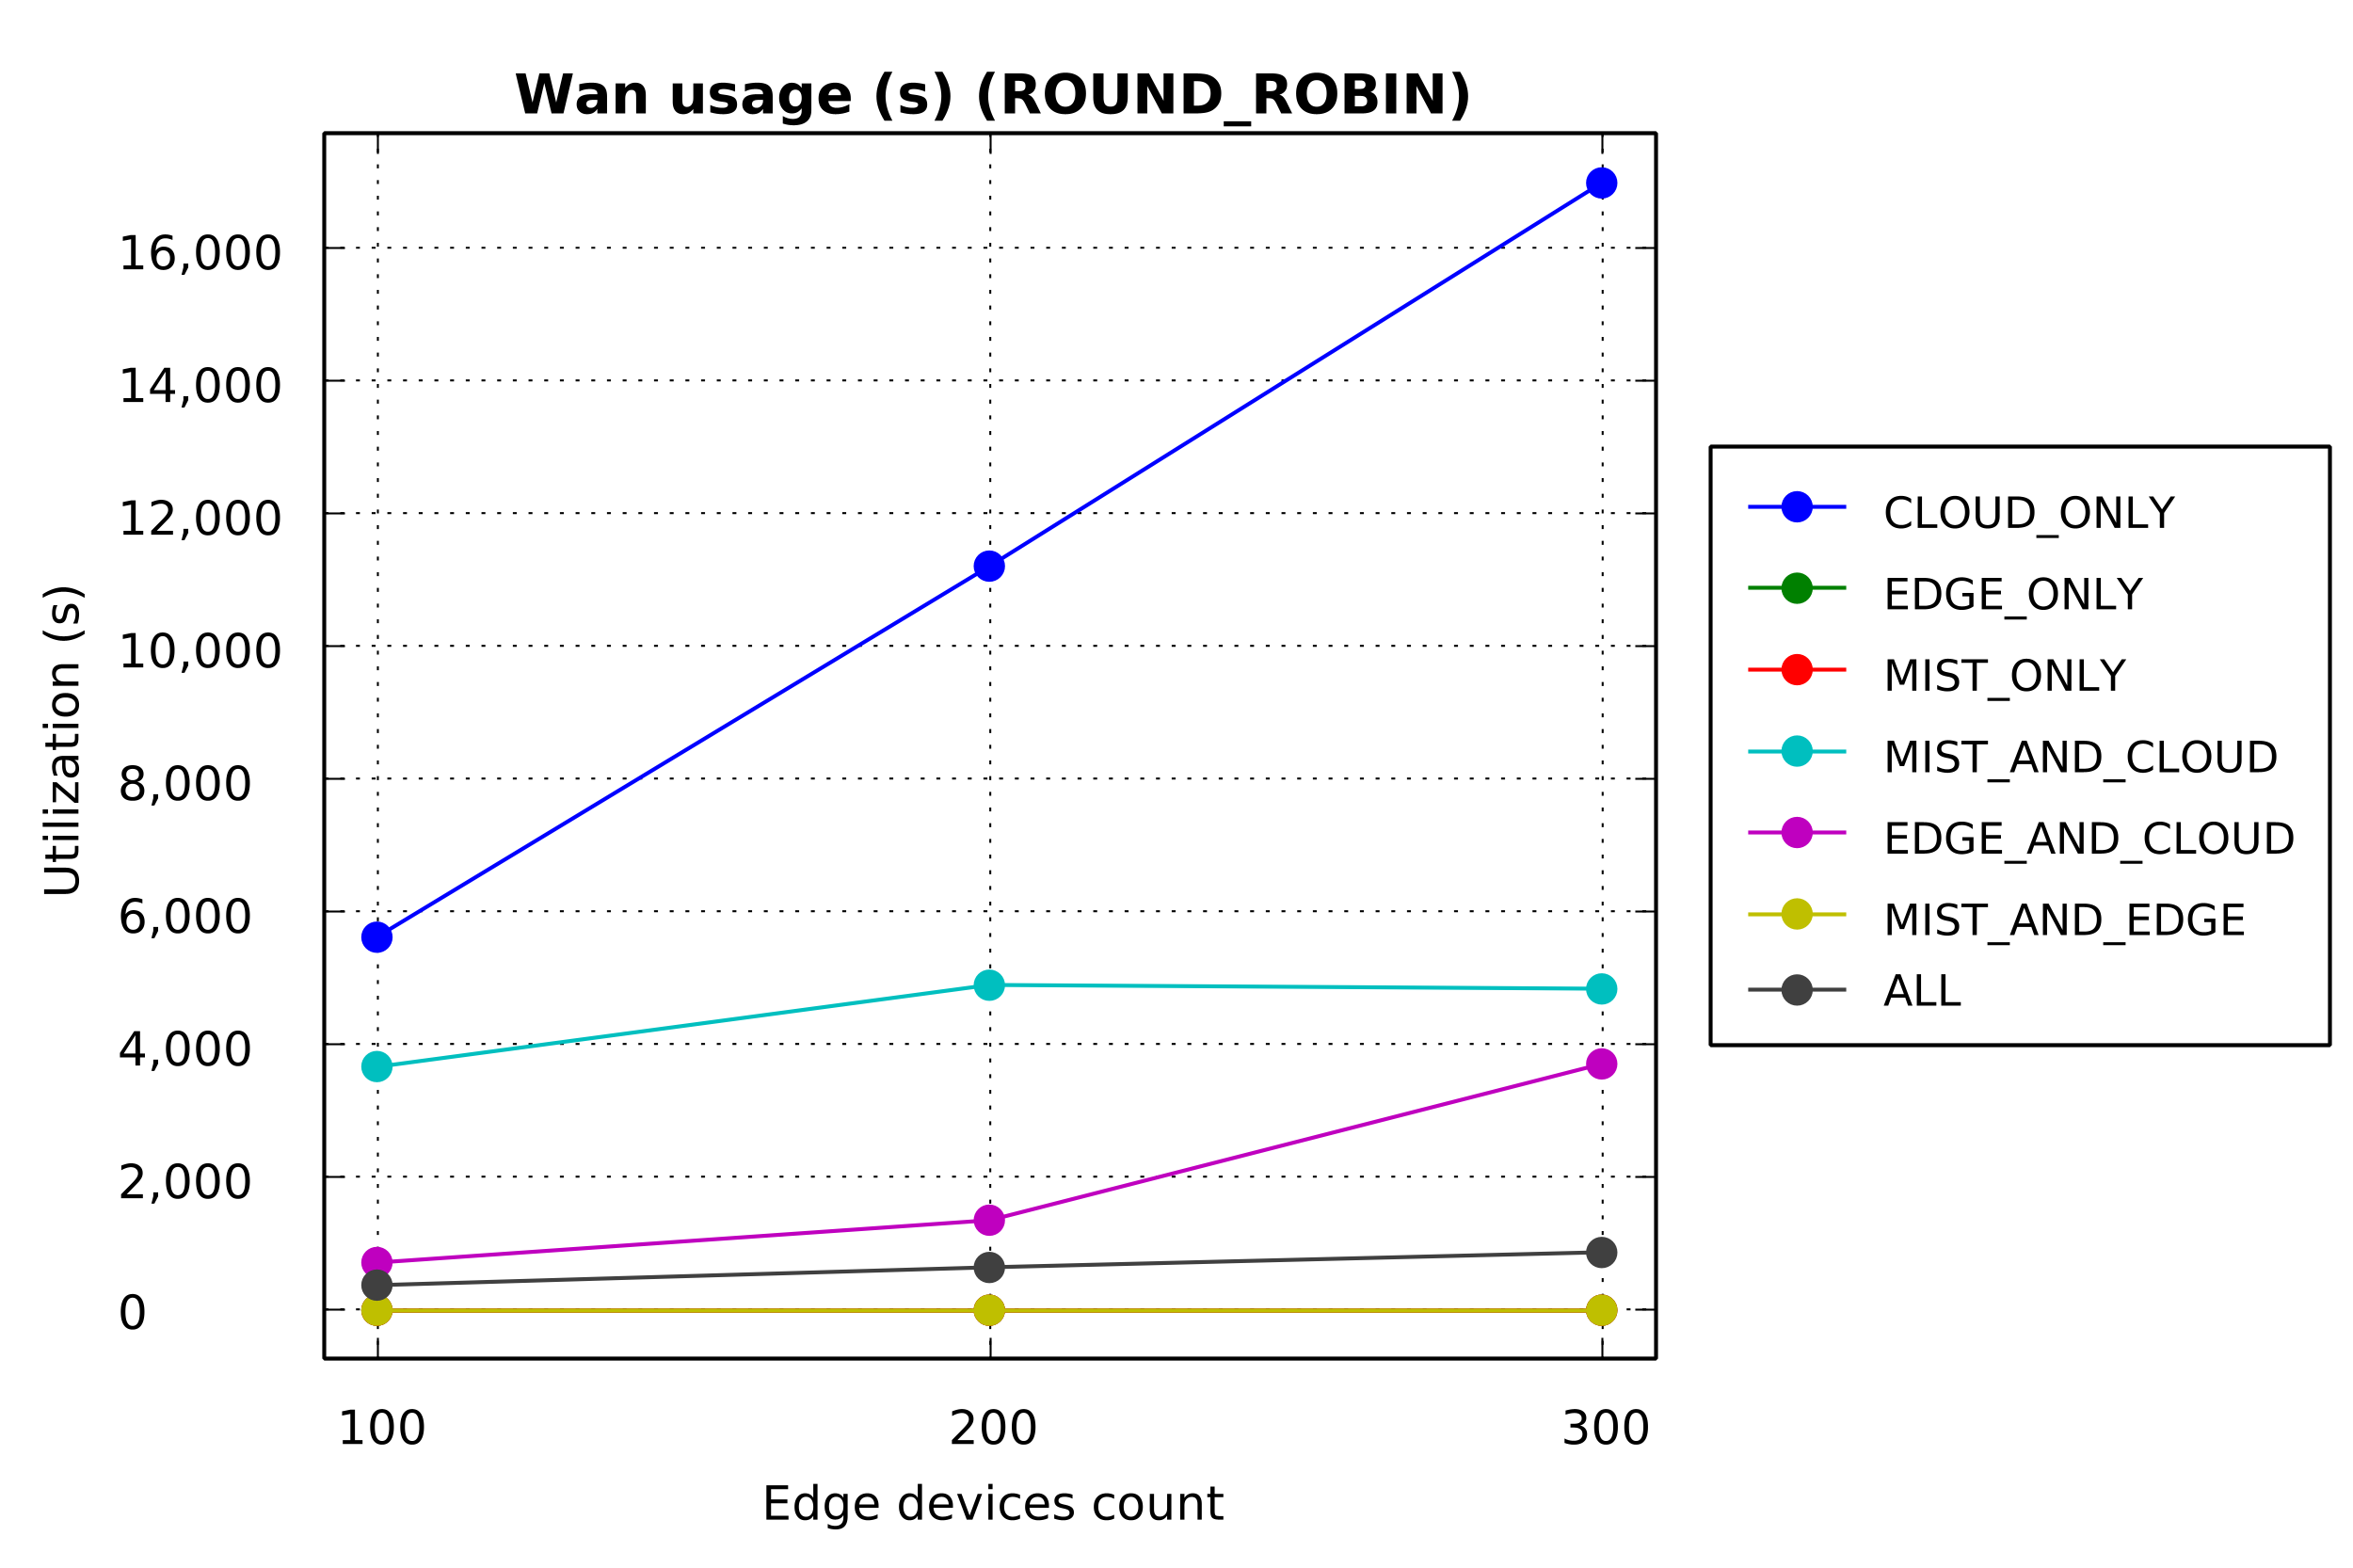 Wan usage (s) (ROUND_ROBIN)
16,000
14,000
12,000
10,000
8,000
6,000
4,000
2,000
0
Utilization (s)
100
200
300
Edge devices count
CLOUD_ONLY
EDGE_ONLY
MIST_ONLY
MIST_AND_CLOUD
EDGE_AND_CLOUD
MIST_AND_EDGE
ALL